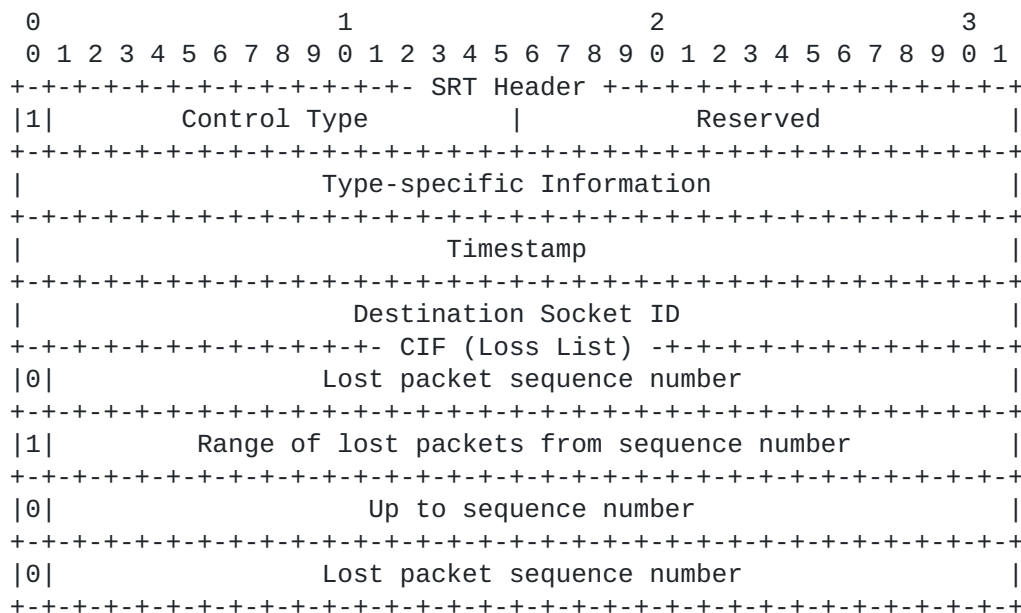 0 1 2 3
0 1 2 3 4 5 6 7 8 9 0 1 2 3 4 5 6 7 8 9 0 1 2 3 4 5 6 7 8 9 0 1
+-+-+-+-+-+-+-+-+-+-+-+-+- SRT Header +-+-+-+-+-+-+-+-+-+-+-+-+-+
|1| Control Type | Reserved |
+-+-+-+-+-+-+-+-+-+-+-+-+-+-+-+-+-+-+-+-+-+-+-+-+-+-+-+-+-+-+-+-+
| Type-specific Information |
+-+-+-+-+-+-+-+-+-+-+-+-+-+-+-+-+-+-+-+-+-+-+-+-+-+-+-+-+-+-+-+-+
| Timestamp |
+-+-+-+-+-+-+-+-+-+-+-+-+-+-+-+-+-+-+-+-+-+-+-+-+-+-+-+-+-+-+-+-+
| Destination Socket ID |
+-+-+-+-+-+-+-+-+-+-+-+- CIF (Loss List) -+-+-+-+-+-+-+-+-+-+-+-+
|0| Lost packet sequence number |
+-+-+-+-+-+-+-+-+-+-+-+-+-+-+-+-+-+-+-+-+-+-+-+-+-+-+-+-+-+-+-+-+
|1| Range of lost packets from sequence number |
+-+-+-+-+-+-+-+-+-+-+-+-+-+-+-+-+-+-+-+-+-+-+-+-+-+-+-+-+-+-+-+-+
|0| Up to sequence number |
+-+-+-+-+-+-+-+-+-+-+-+-+-+-+-+-+-+-+-+-+-+-+-+-+-+-+-+-+-+-+-+-+
|0| Lost packet sequence number |
+-+-+-+-+-+-+-+-+-+-+-+-+-+-+-+-+-+-+-+-+-+-+-+-+-+-+-+-+-+-+-+-+